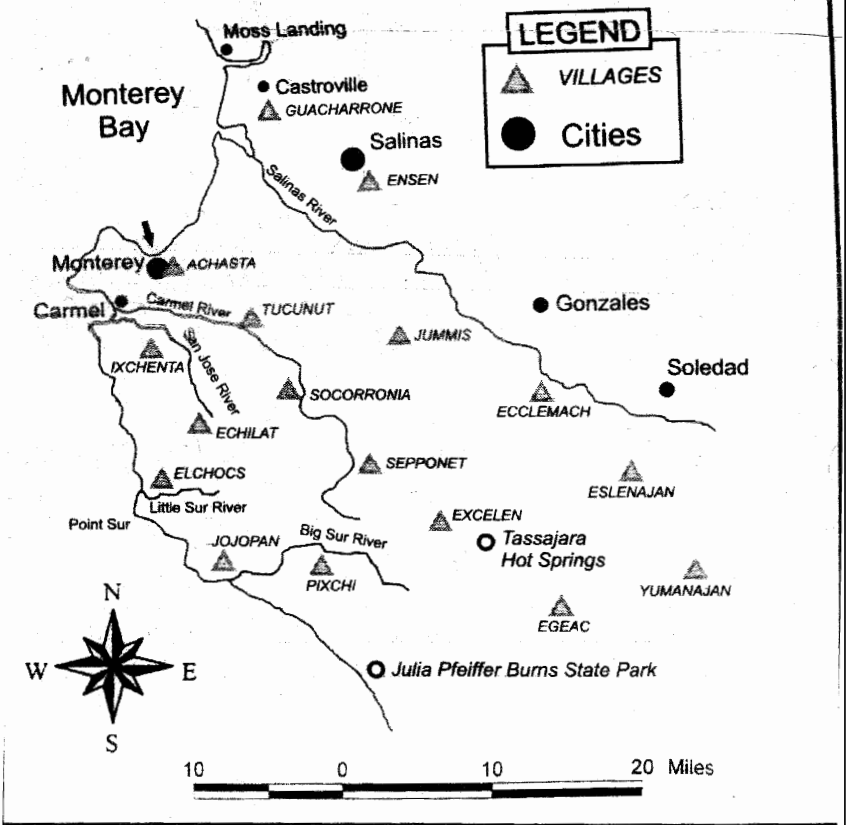 Moss Landing
LEGEND
VILLAGES
Cities
Monterey
Bay
Castroville
GUACHARRONE
Salinas
ENSEN
Salinas River
Monterey
ACHASTA
Carmel
Carmel River
TUCUNUT
Gonzales
JUMMIS
IXCHENTA
San Jose River
SOCORRONIA
Soledad
ECCLEMACH
ECHILAT
ELCHOCS
SEPPONET
ESLENAJAN
Little Sur River
Point Sur
EXCELEN
Big Sur River
Tassajara
Hot Springs
JOJOPAN
PIXCHI
YUMANAJAN
EGEAC
N
W
E
S
Julia Pfeiffer Burns State Park
10 0 10 20 Miles